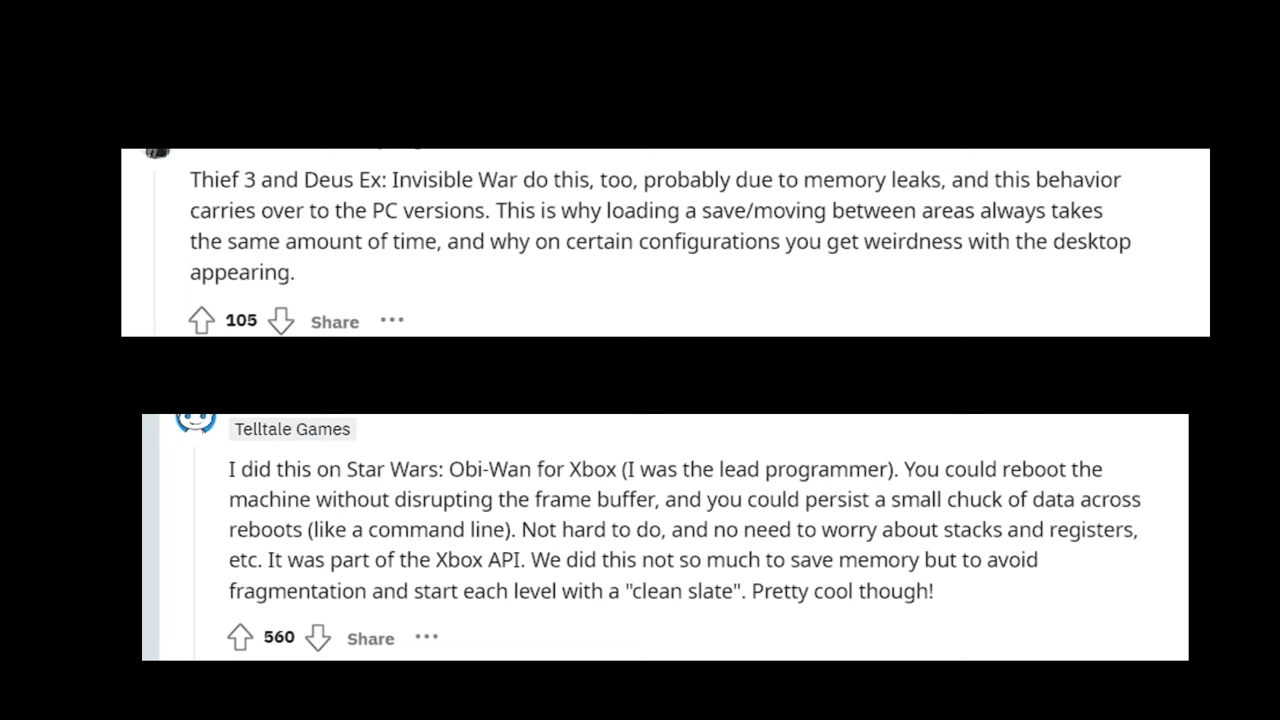 Thief 3 and Deus Ex: Invisible War do this, too, probably due to memory leaks, and this behavior
carries over to the PC versions. This is why loading a save/moving between areas always takes
the same amount of time, and why on certain configurations you get weirdness with the desktop
appearing.
105 Share •••
Telltale Games
I did this on Star Wars: Obi-Wan for Xbox (I was the lead programmer). You could reboot the
machine without disrupting the frame buffer, and you could persist a small chuck of data across
reboots (like a command line). Not hard to do, and no need to worry about stacks and registers,
etc. It was part of the Xbox API. We did this not so much to save memory but to avoid
fragmentation and start each level with a "clean slate". Pretty cool though!
560 Share •••